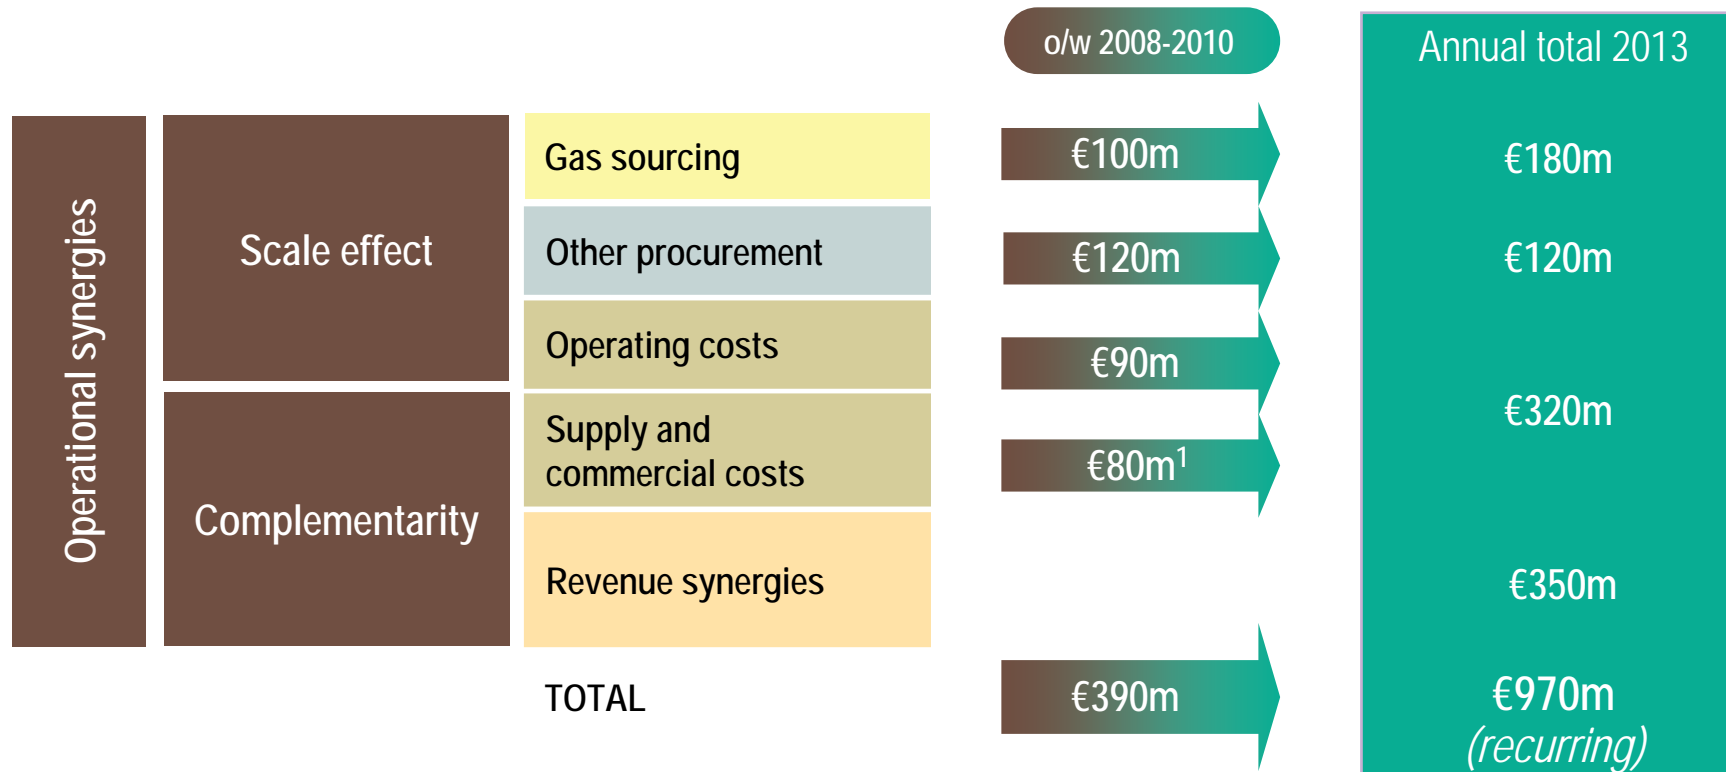 o/w 2008-2010
Annual total 2013
Operational synergies
Scale effect
Gas sourcing
€100m
€180m
Other procurement
€120m
€120m
Operating costs
€90m
€320m
Complementarity
Supply and
commercial costs
€80m1
Revenue synergies
€350m
TOTAL
€390m
€970m
(recurring)